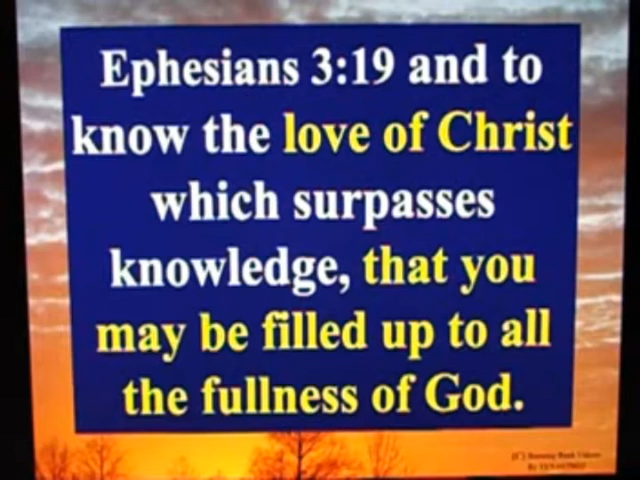 Ephesians 3:19 and to
know the love of Christ
which surpasses
knowledge, that you
may be filled up to all
the fullness of God.